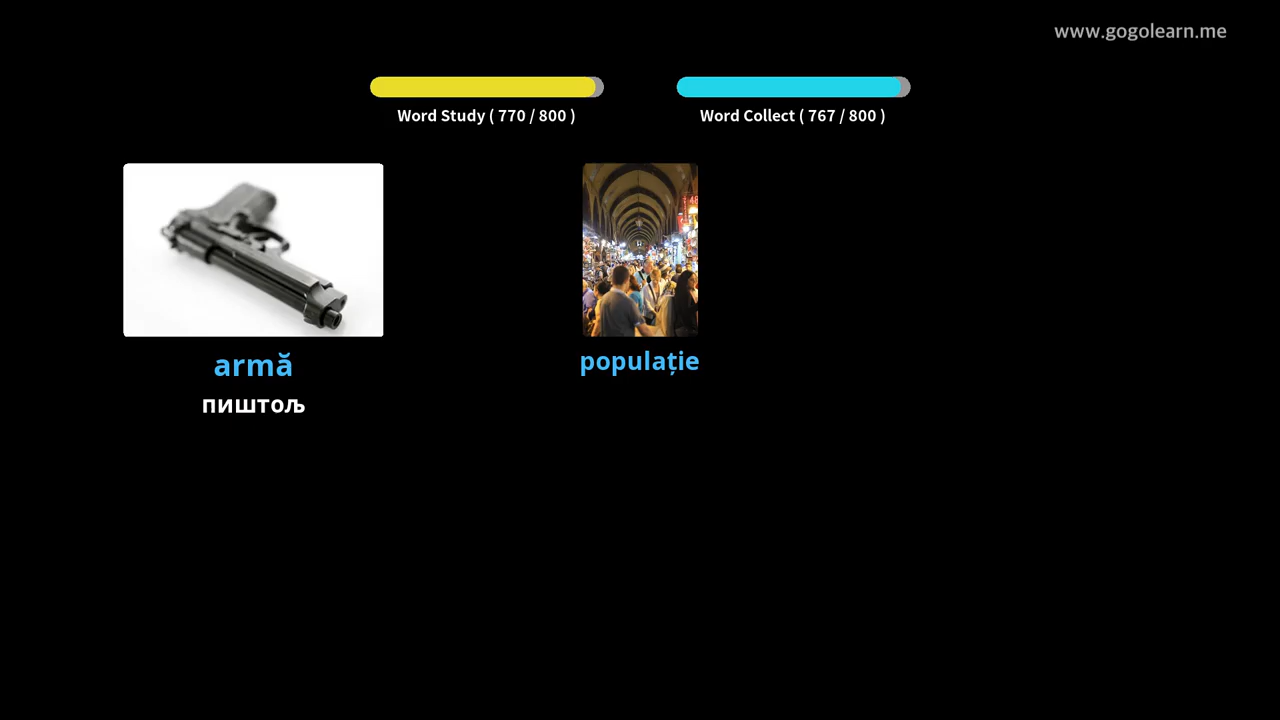 www.gogolearn.me
Word Study ( 770 / 800 )
Word Collect ( 767 / 800 )
armă
пиштољ
populație